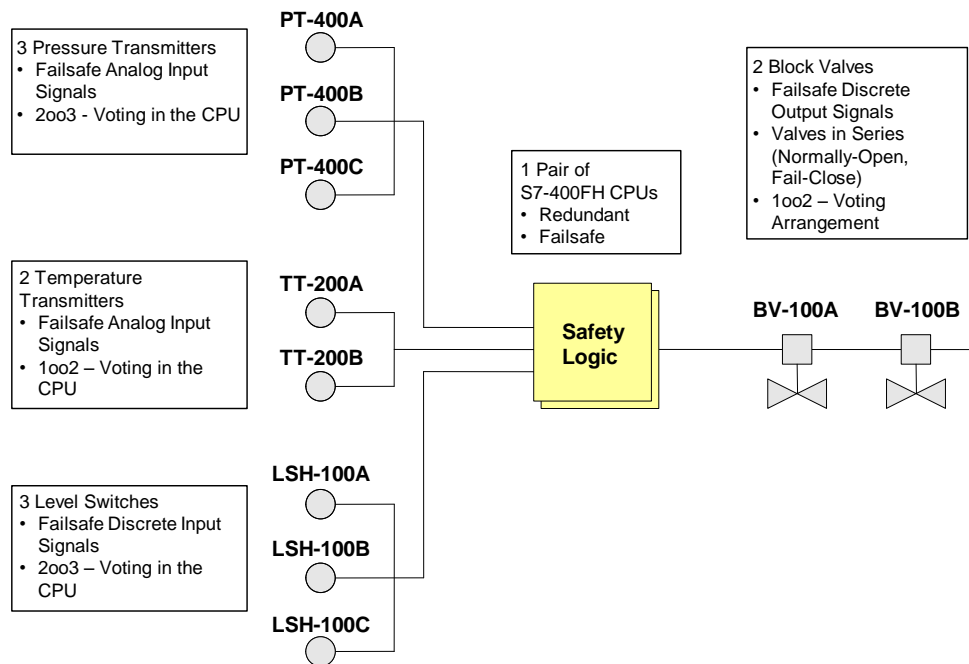 PT-400A
3 Pressure Transmitters
• Failsafe Analog Input
Signals
• 2oo3 - Voting in the CPU
PT-400B
PT-400C
2 Block Valves
• Failsafe Discrete
Output Signals
• Valves in Series
(Normally-Open,
Fail-Close)
• 1oo2 – Voting
Arrangement
1 Pair of
S7-400FH CPUs
• Redundant
• Failsafe
2 Temperature
Transmitters
• Failsafe Analog Input
Signals
• 1oo2 – Voting in the
CPU
TT-200A
TT-200B
Safety
Logic
BV-100A
BV-100B
LSH-100A
3 Level Switches
• Failsafe Discrete Input
Signals
• 2oo3 – Voting in the
CPU
LSH-100B
LSH-100C